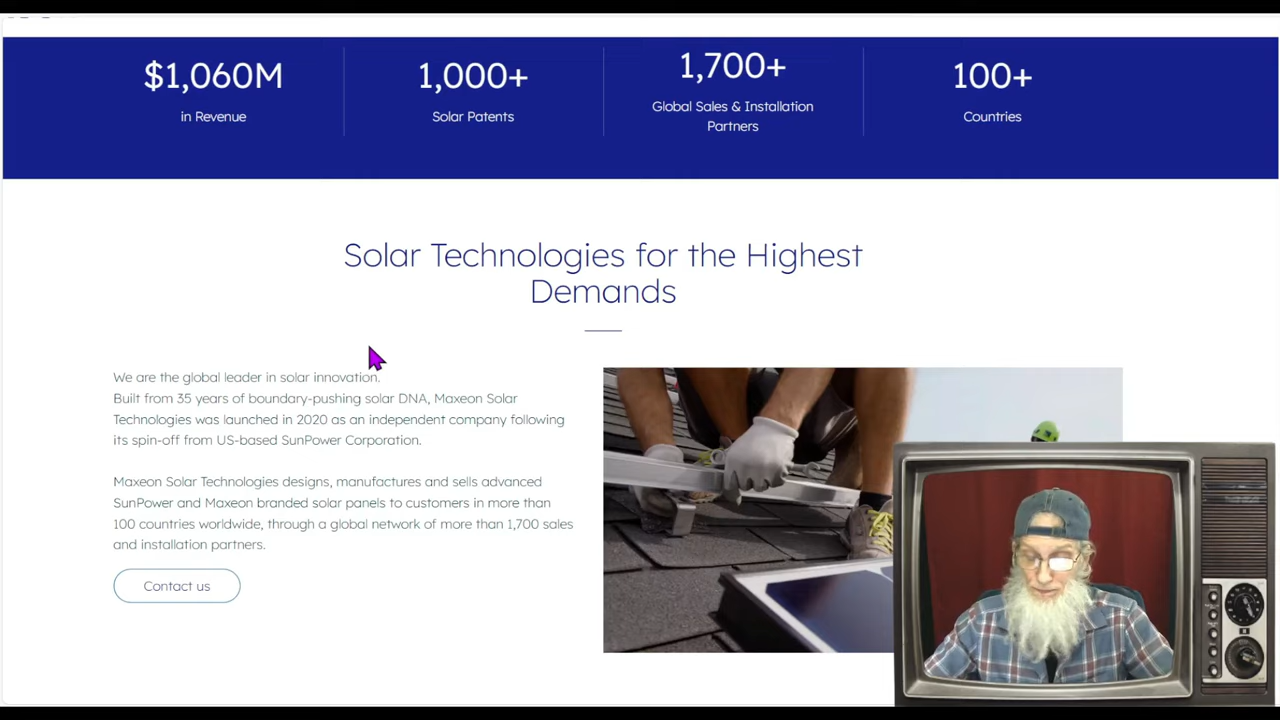 $1,060M
in Revenue
1,000+
Solar Patents
1,700+
Global Sales & Installation
Partners
100+
Countries
Solar Technologies for the Highest
Demands
We are the global leader in solar innovation.
Built from 35 years of boundary-pushing solar DNA, Maxeon Solar
Technologies was launched in 2020 as an independent company following
its spin-off from US-based SunPower Corporation.
Maxeon Solar Technologies designs, manufactures and sells advanced
SunPower and Maxeon branded solar panels to customers in more than
100 countries worldwide, through a global network of more than 1,700 sales
and installation partners.
Contact us